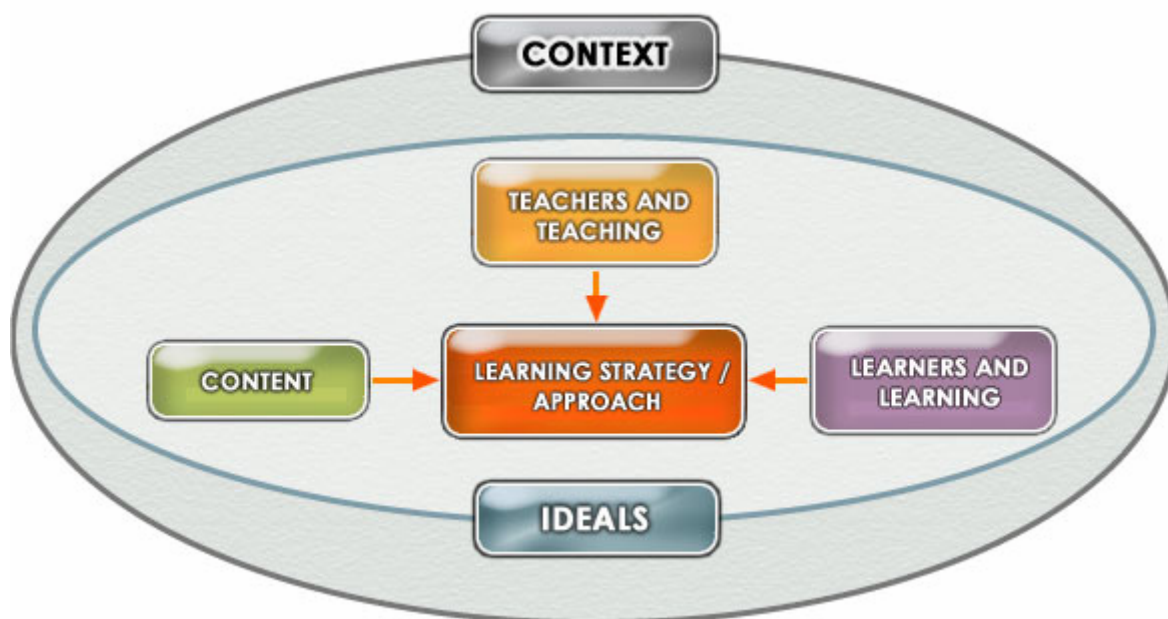 CONTEXT
TEACHERS AND
TEACHING
CONTENT
LEARNING STRATEGY /
APPROACH
LEARNERS AND
LEARNING
IDEALS